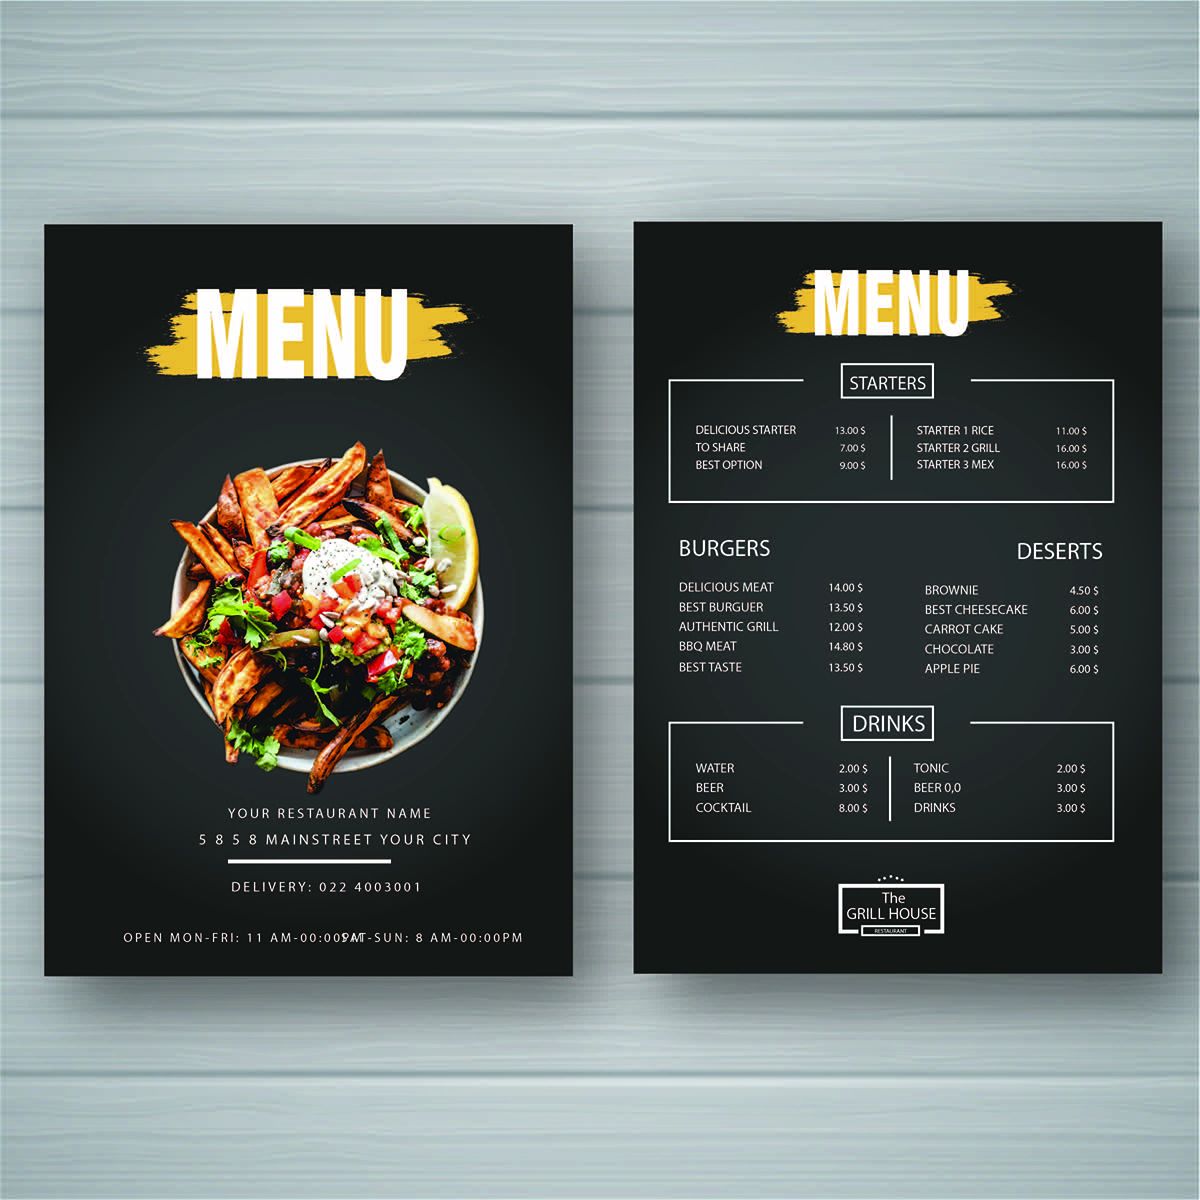 MENU
YOUR RESTAURANT NAME
5 8 5 8 MAINSTREET YOUR CITY
DELIVERY: 022 4003001
OPEN MON-FRI: 11 AM-00:00 SAT-SUN: 8 AM-00:00PM
MENU
STARTERS
DELICIOUS STARTER 13.00 $
TO SHARE 7.00 $
BEST OPTION 9.00 $
STARTER 1 RICE 11.00 $
STARTER 2 GRILL 16.00 $
STARTER 3 MEX 16.00 $
BURGERS
DELICIOUS MEAT 14.00 $
BEST BURGUER 13.50 $
AUTHENTIC GRILL 12.00 $
BBQ MEAT 14.80 $
BEST TASTE 13.50 $
DESERTS
BROWNIE 4.50 $
BEST CHEESECAKE 6.00 $
CARROT CAKE 5.00 $
CHOCOLATE 3.00 $
APPLE PIE 6.00 $
DRINKS
WATER 2.00 $
BEER 3.00 $
COCKTAIL 8.00 $
TONIC 2.00 $
BEER 0,0 3.00 $
DRINKS 3.00 $
The
GRILL HOUSE
RESTAURANT